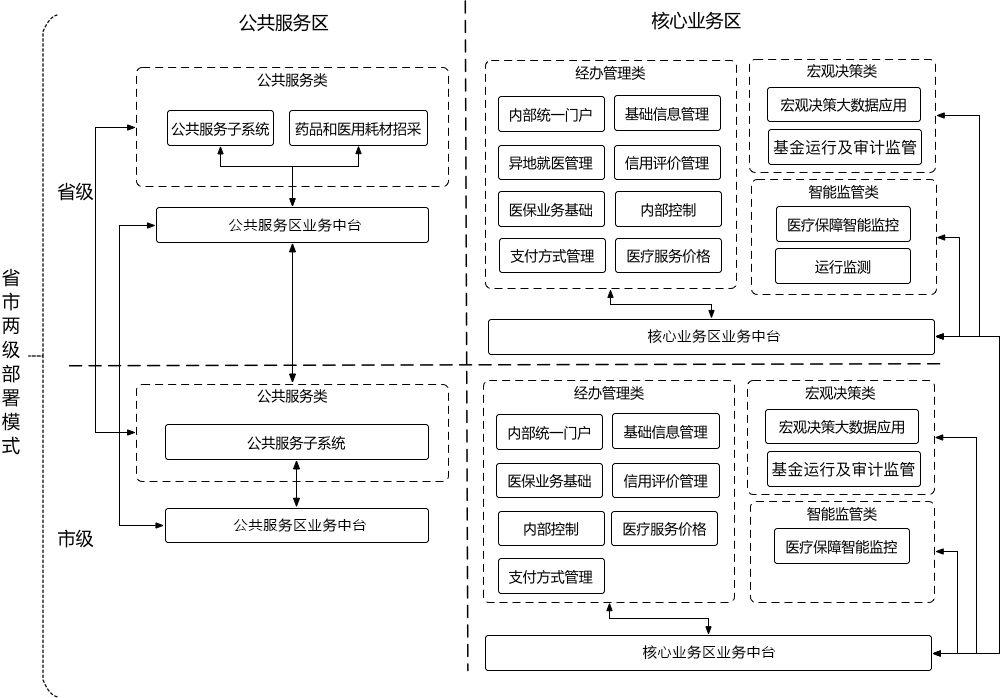 公共服务区
核心业务区
省市两级部署模式
省级
公共服务类
公共服务子系统
药品和医用耗材招采
公共服务区业务中台
经办管理类
内部统一门户
基础信息管理
异地就医管理
信用评价管理
医保业务基础
内部控制
支付方式管理
医疗服务价格
宏观决策类
宏观决策大数据应用
基金运行及审计监管
智能监管类
医疗保障智能监控
运行监测
核心业务区业务中台
市级
公共服务类
公共服务子系统
公共服务区业务中台
经办管理类
内部统一门户
基础信息管理
医保业务基础
信用评价管理
内部控制
医疗服务价格
支付方式管理
宏观决策类
宏观决策大数据应用
基金运行及审计监管
智能监管类
医疗保障智能监控
核心业务区业务中台